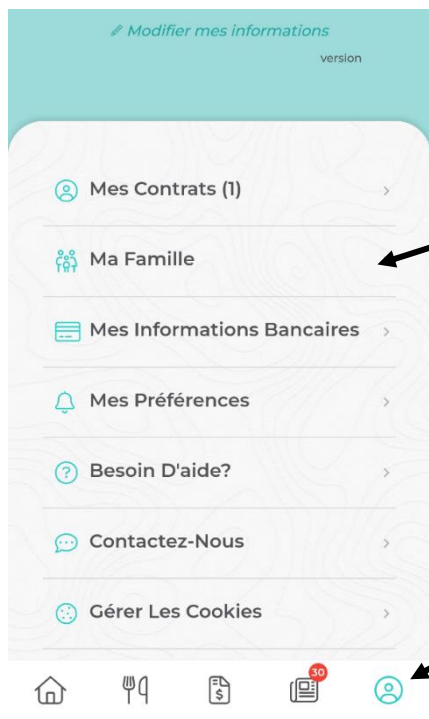 Modifier mes informations
version
Mes Contrats (1)
Ma Famille
Mes Informations Bancaires
Mes Préférences
Besoin D'aide?
Contactez-Nous
Gérer Les Cookies
30